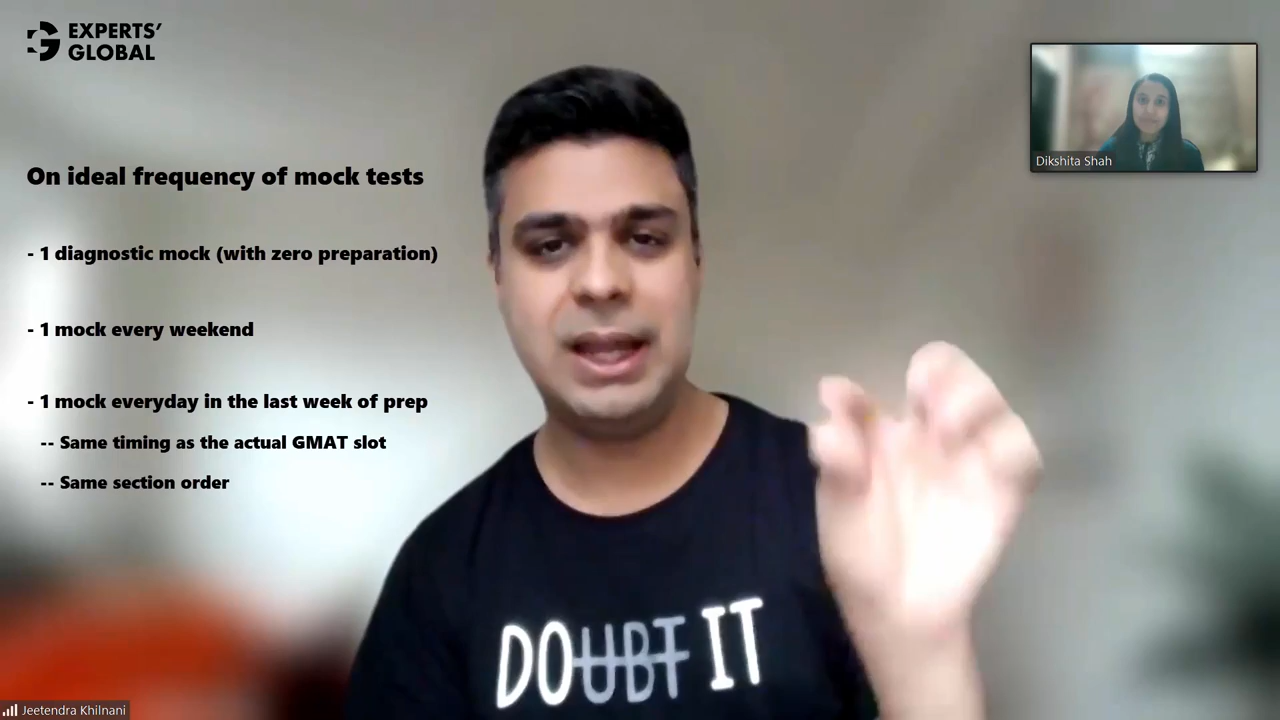 EXPERTS’
GLOBAL
Dikshita Shah
On ideal frequency of mock tests
- 1 diagnostic mock (with zero preparation)
- 1 mock every weekend
- 1 mock everyday in the last week of prep
-- Same timing as the actual GMAT slot
-- Same section order
DOUBT IT
Jeetendra Khilnani